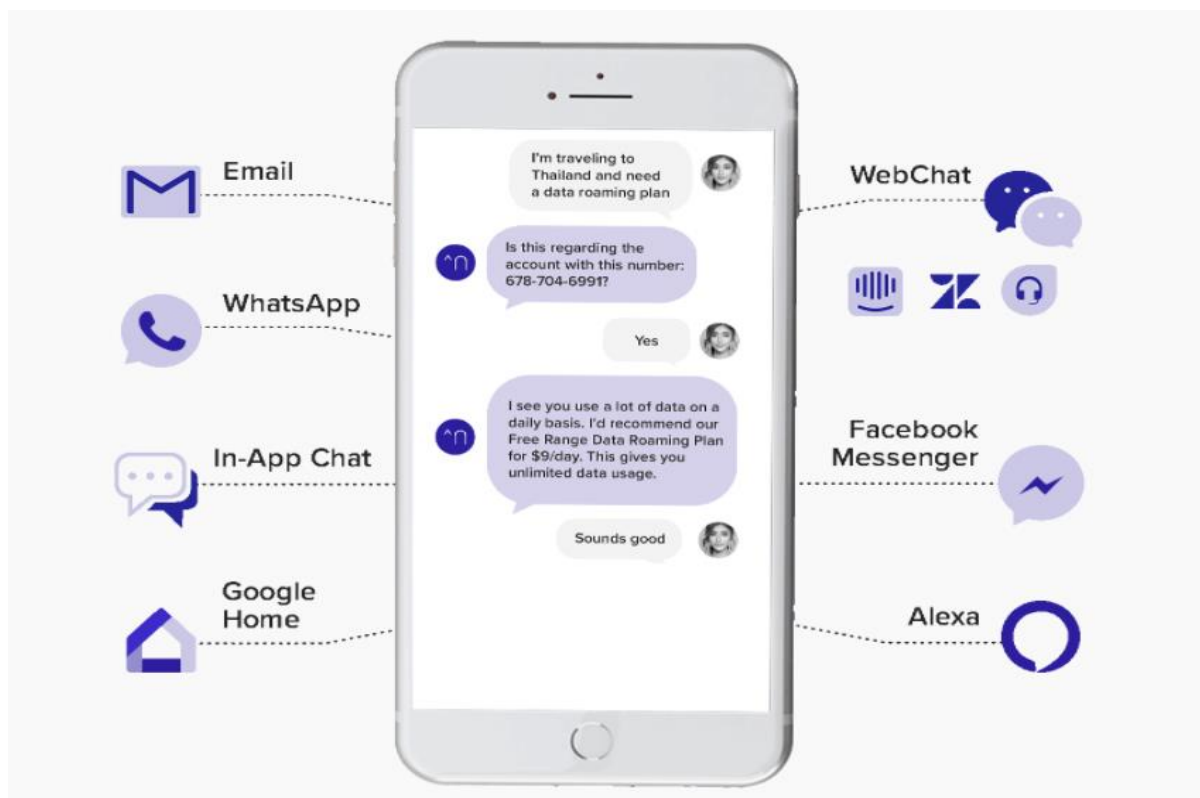 Email
WhatsApp
In-App Chat
Google
Home
I'm traveling to
Thailand and need
a data roaming plan
^n
Is this regarding the
account with this number:
678-704-6991?
Yes
^n
I see you use a lot of data on a
daily basis. I'd recommend our
Free Range Data Roaming Plan
for $9/day. This gives you
unlimited data usage.
Sounds good
WebChat
Facebook
Messenger
Alexa